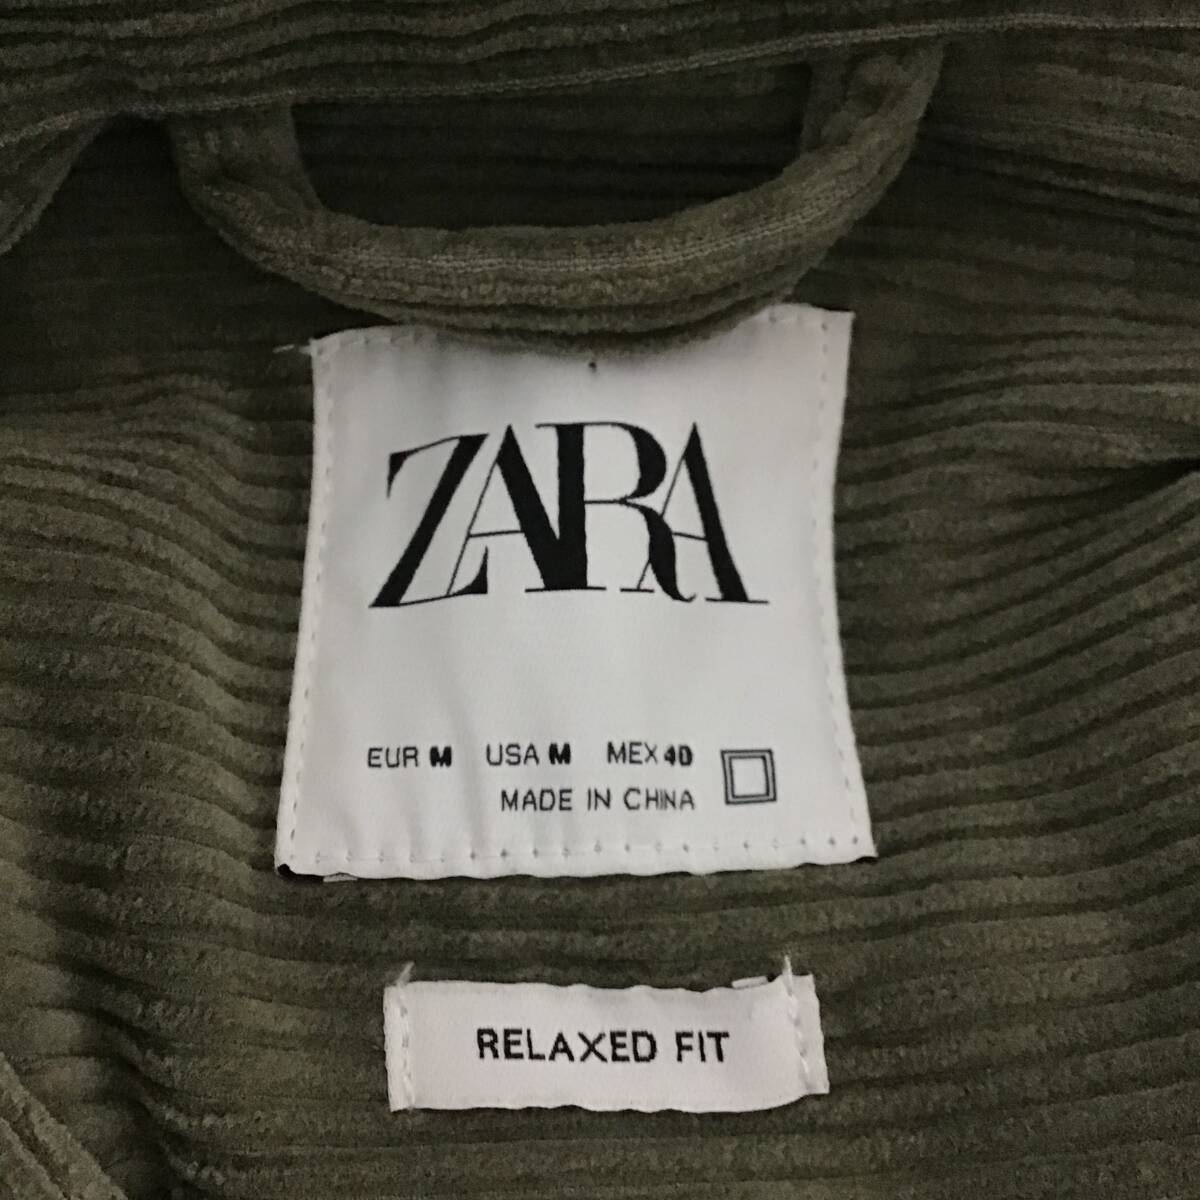 ZARA
EUR M USA M MEX 40
MADE IN CHINA
RELAXED FIT